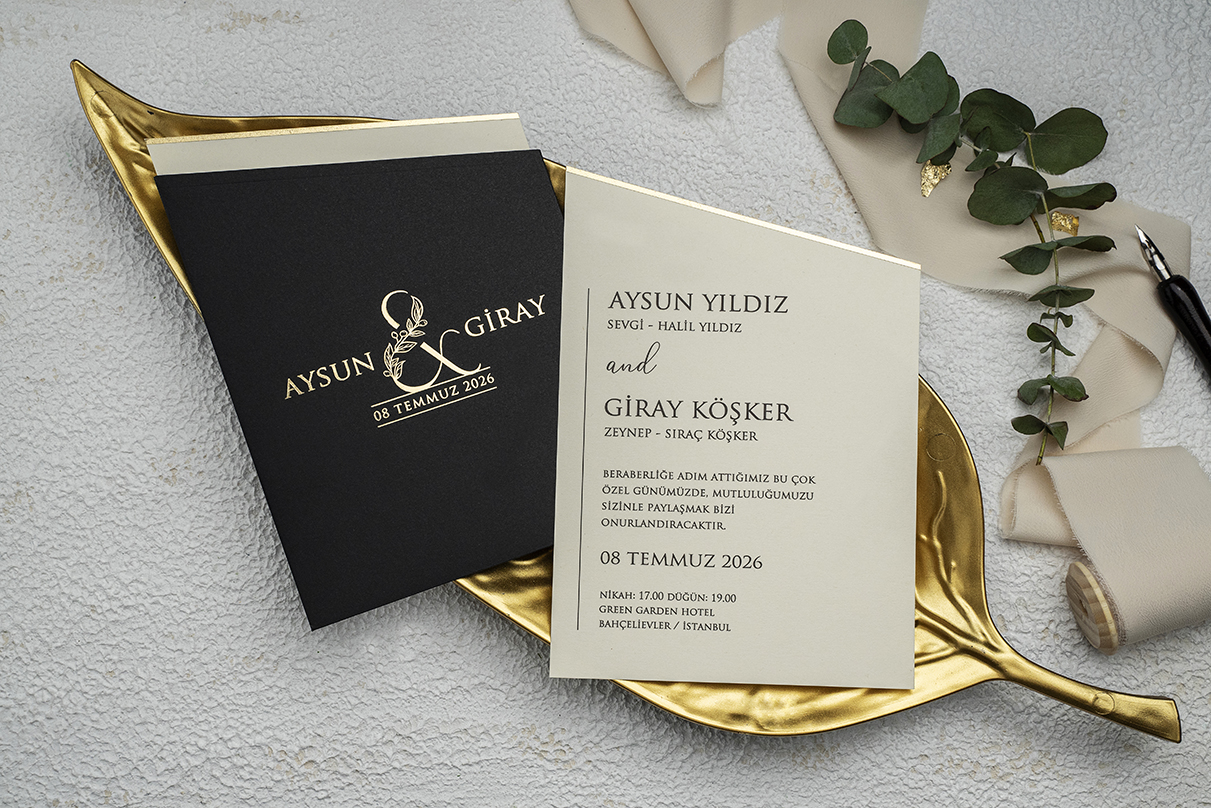 AYSUN & GİRAY
08 TEMMUZ 2026
AYSUN YILDIZ
SEVGİ - HALİL YILDIZ
and
GİRAY KÖŞKER
ZEYNEP - SIRAÇ KÖŞKER
BERABERLİĞE ADIM ATTIĞIMIZ BU ÇOK
ÖZEL GÜNÜMÜZDE, MUTLULUĞUMUZU
SİZİNLE PAYLAŞMAK BİZİ
ONURLANDIRACAKTIR.
08 TEMMUZ 2026
NİKAH: 17.00 DÜĞÜN: 19.00
GREEN GARDEN HOTEL
BAHÇELİEVLER / İSTANBUL